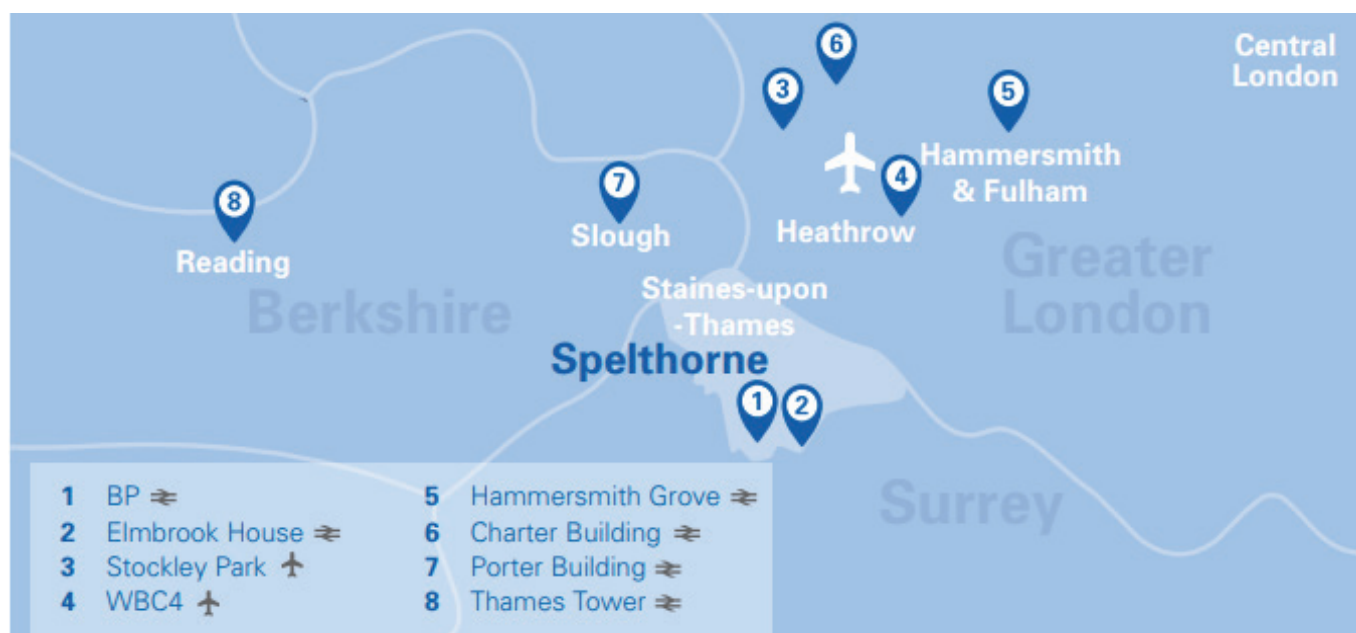 6
Central
London
3
5
Hammersmith
& Fulham
7
4
8
Slough
Heathrow
Reading
Greater
London
Berkshire
Staines-upon
-Thames
Spelthorne
1
2
Surrey
1 BP
2 Elmbrook House
3 Stockley Park
4 WBC4
5 Hammersmith Grove
6 Charter Building
7 Porter Building
8 Thames Tower